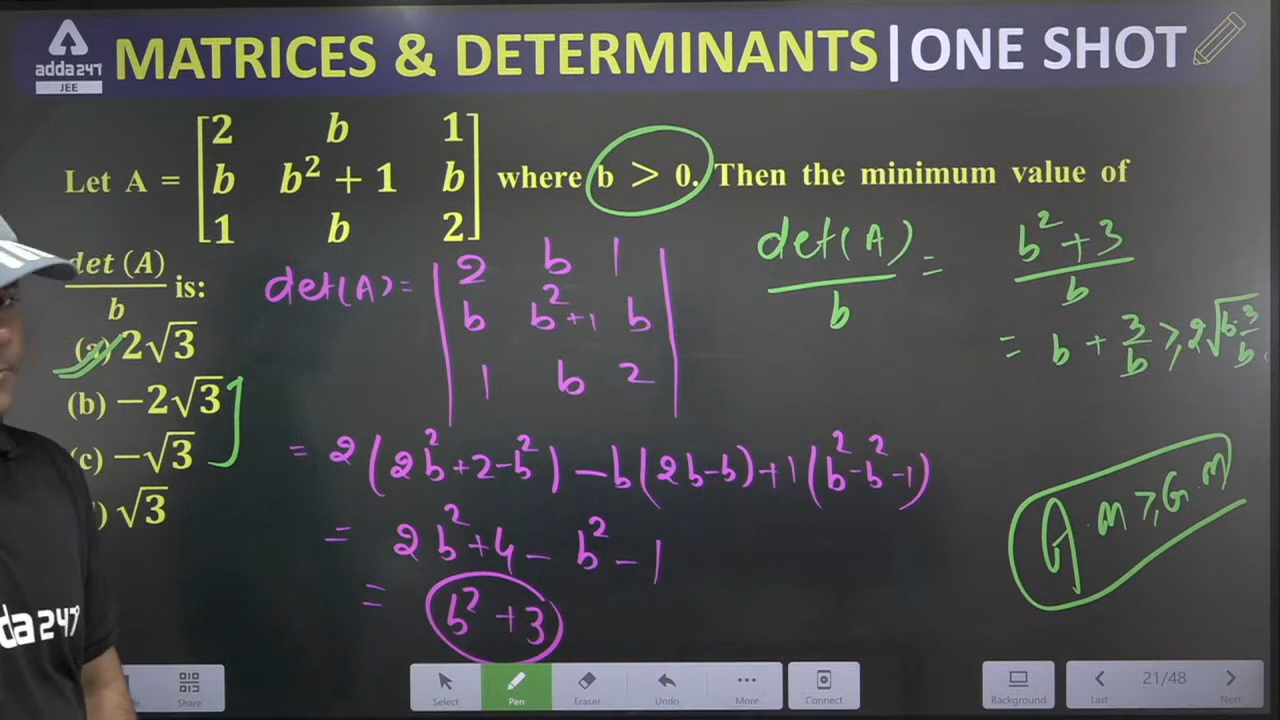 adda247
JEE
MATRICES & DETERMINANTS | ONE SHOT
Let A = [2 b 1
b b² + 1 b
1 b 2] where b > 0. Then the minimum value of
det (A)/b is:
(a) 2√3
(b) −2√3
(c) −√3
) √3
det(A) = |2 b 1
b b²+1 b
1 b 2|
= 2(2b²+2-b²) - b(2b-b) + 1(b²-b²-1)
= 2b²+4 - b² - 1
= b²+3
det(A)/b = b²+3/b
= b + 3/b ≥ 2√b·3/b
A.M ≥ G.M
da247
Share
Select
Pen
Eraser
Undo
More
Connect
Background
Last
21/48
Next